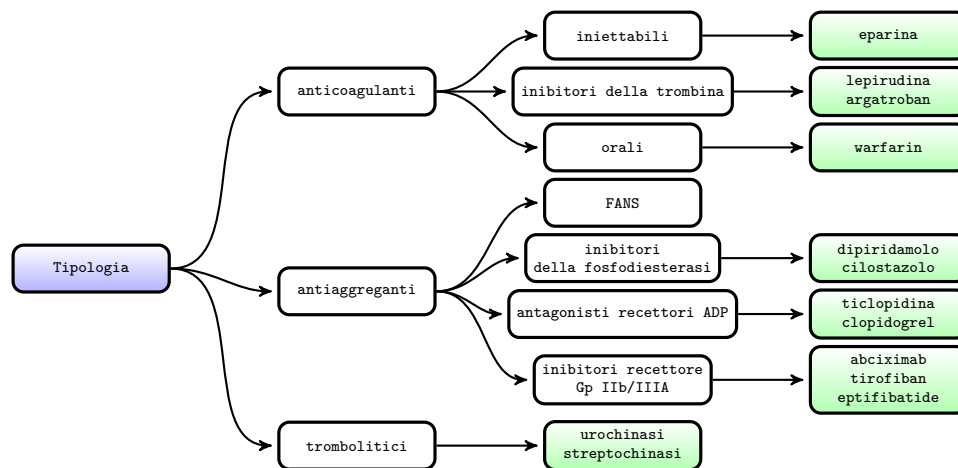 Tipologia
anticoagulanti
iniettabili
eparina
inibitori della trombina
lepirudina
argatroban
orali
warfarin
antiaggreganti
FANS
inibitori
della fosfodiesterasi
dipiridamolo
cilostazolo
antagonisti recettori ADP
ticlopidina
clopidogrel
inibitori recettore
Gp IIb/IIIA
abciximab
tirofiban
eptifibatide
trombolitici
urochinasi
streptochinasi